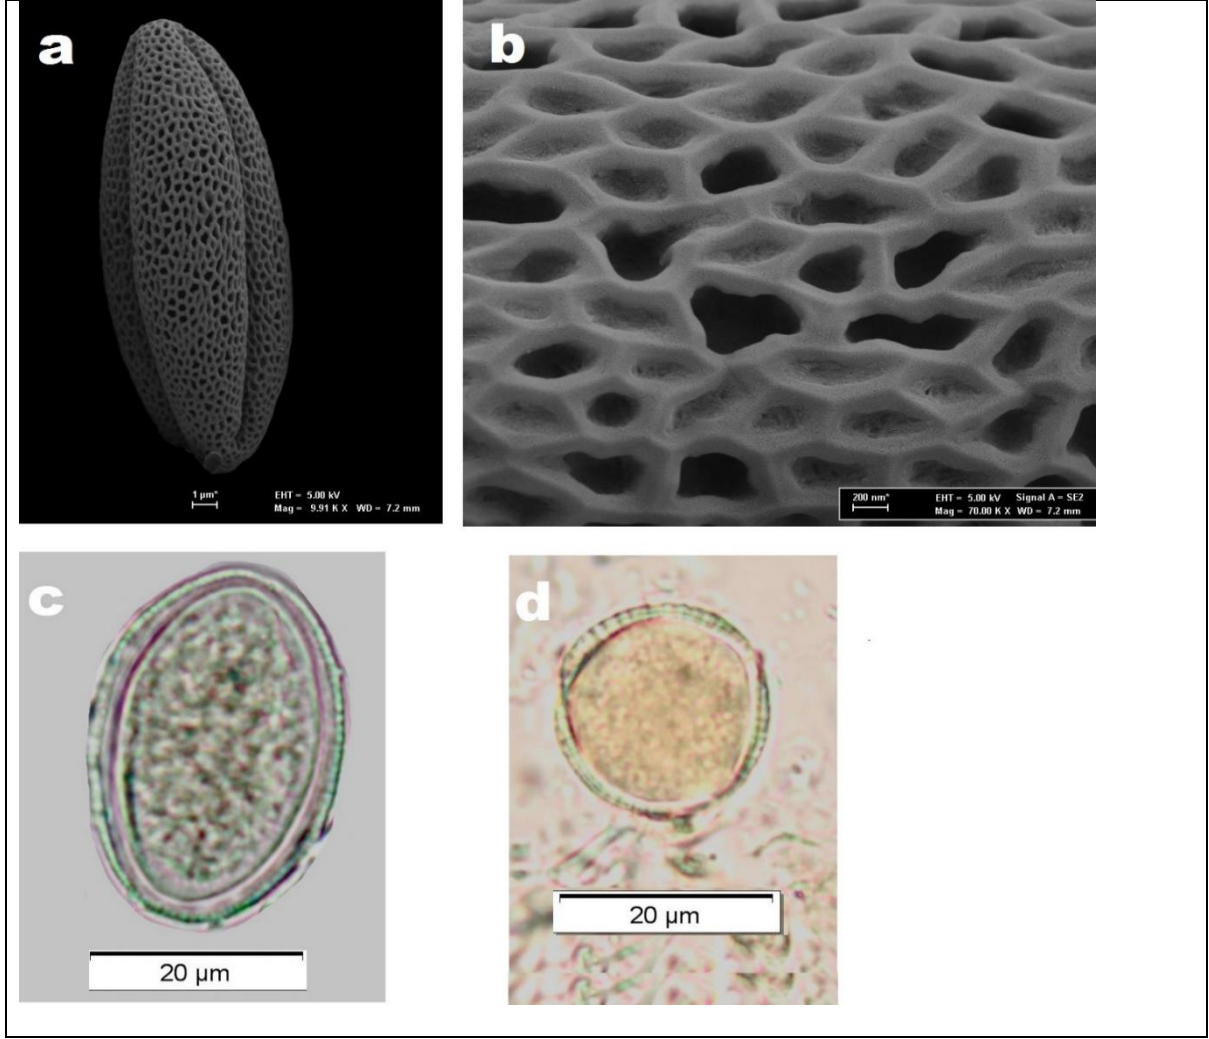 a
b
1 µm*
EHT = 5.00 kV
Mag = 9.91 K X WD = 7.2 mm
200 nm*
EHT = 5.00 kV Signal A = SE2
Mag = 70.00 K X WD = 7.2 mm
c
d
20 µm
20 µm